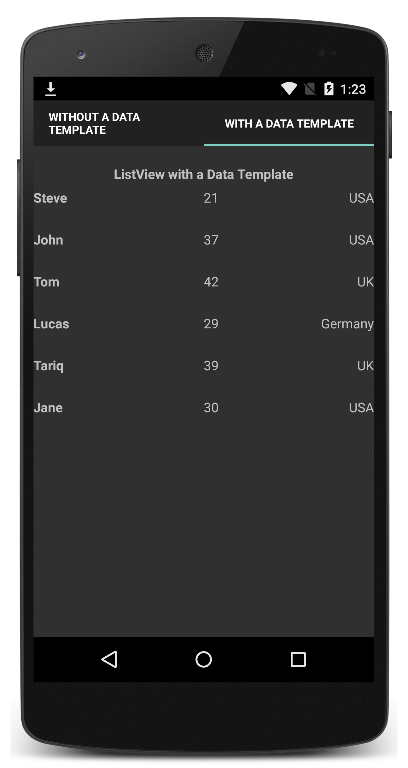 1:23
WITHOUT A DATA
TEMPLATE
WITH A DATA TEMPLATE
ListView with a Data Template
Steve 21 USA
John 37 USA
Tom 42 UK
Lucas 29 Germany
Tariq 39 UK
Jane 30 USA